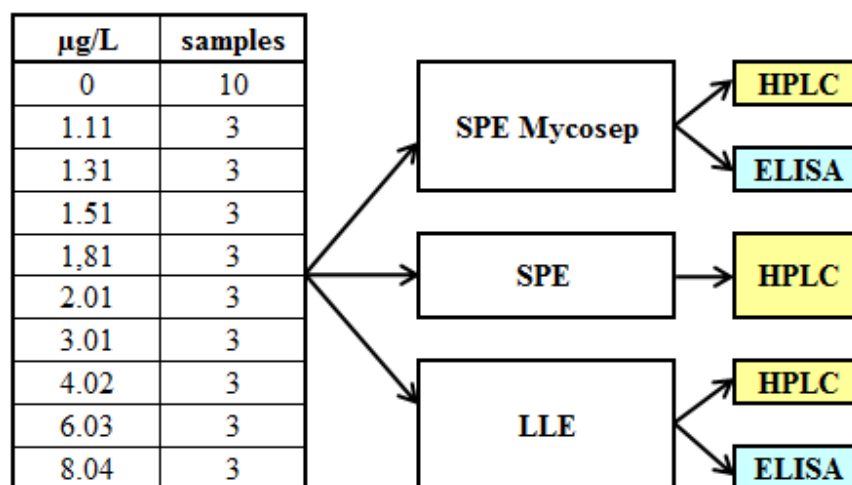 µg/L samples
0 10
1.11 3
1.31 3
1.51 3
1,81 3
2.01 3
3.01 3
4.02 3
6.03 3
8.04 3
SPE Mycosep
HPLC
ELISA
SPE
HPLC
LLE
HPLC
ELISA